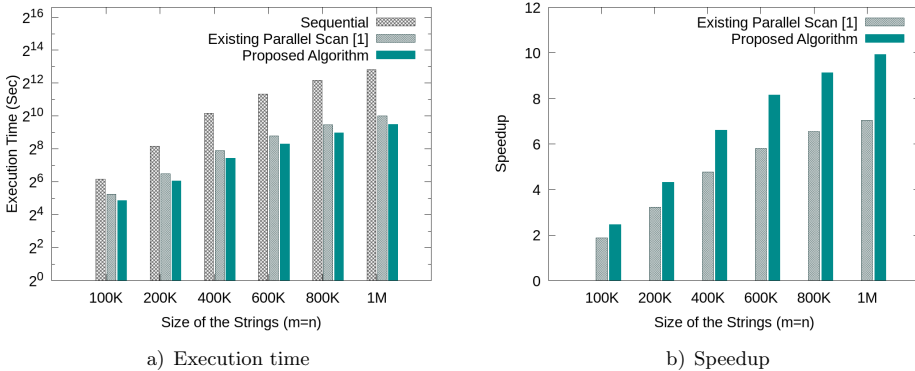 2^16
2^14
2^12
2^10
2^8
2^6
2^4
2^2
2^0
Execution Time (Sec)
Sequential
Existing Parallel Scan [1]
Proposed Algorithm
100K 200K 400K 600K 800K 1M
Size of the Strings (m=n)
a) Execution time
12
10
8
6
4
2
0
Speedup
Existing Parallel Scan [1]
Proposed Algorithm
100K 200K 400K 600K 800K 1M
Size of the Strings (m=n)
b) Speedup